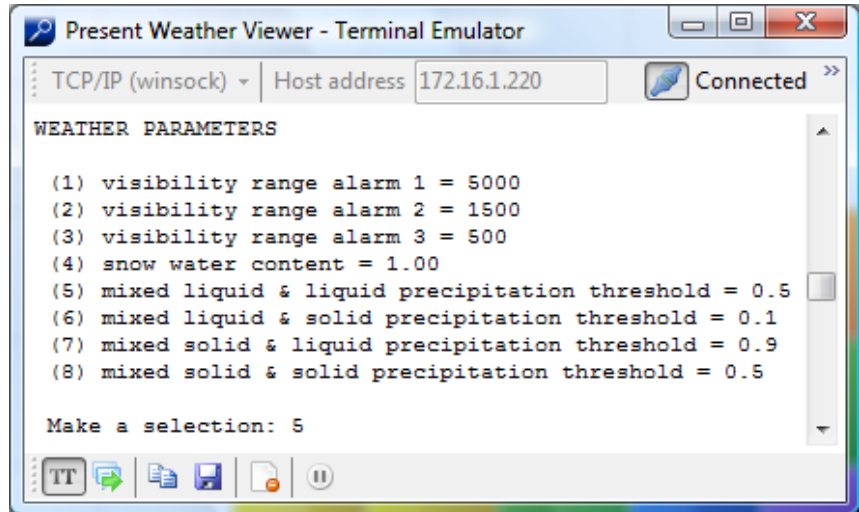 Present Weather Viewer - Terminal Emulator
TCP/IP (winsock) Host address 172.16.1.220 Connected »
WEATHER PARAMETERS
(1) visibility range alarm 1 = 5000
(2) visibility range alarm 2 = 1500
(3) visibility range alarm 3 = 500
(4) snow water content = 1.00
(5) mixed liquid & liquid precipitation threshold = 0.5
(6) mixed liquid & solid precipitation threshold = 0.1
(7) mixed solid & liquid precipitation threshold = 0.9
(8) mixed solid & solid precipitation threshold = 0.5
Make a selection: 5
TT